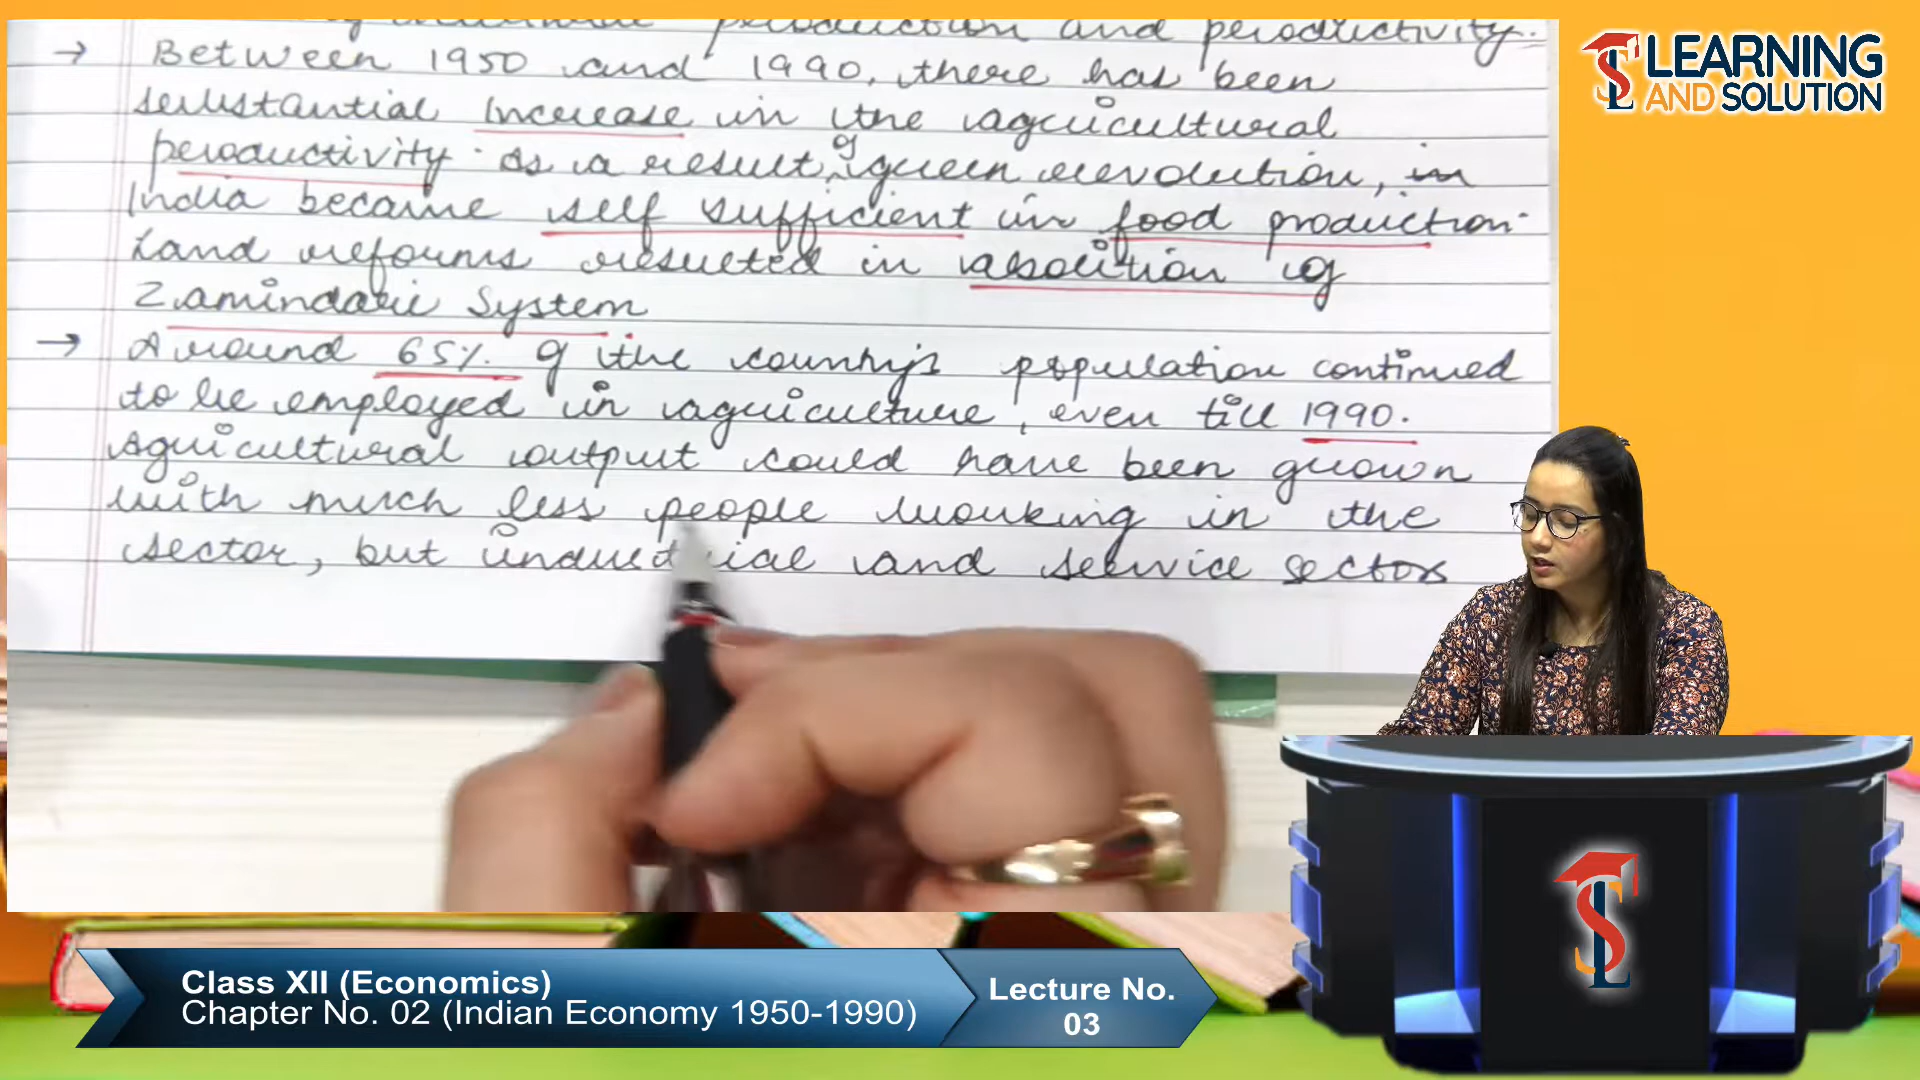 production and productivity.
→ Between 1950 and 1990, there has been
substantial Increase in the agricultural
productivity. As a result of green revolution, in
India became self sufficient in food production.
Land reforms resulted in abolition of
Zamindari System
→ Around 65% of the country's population continued
to be employed in agriculture, even till 1990.
Agricultural output could have been grown
with much less people working in the
sector, but industrial and service sectors
LEARNING
AND SOLUTION
SL
Class XII (Economics)
Chapter No. 02 (Indian Economy 1950-1990)
Lecture No.
03